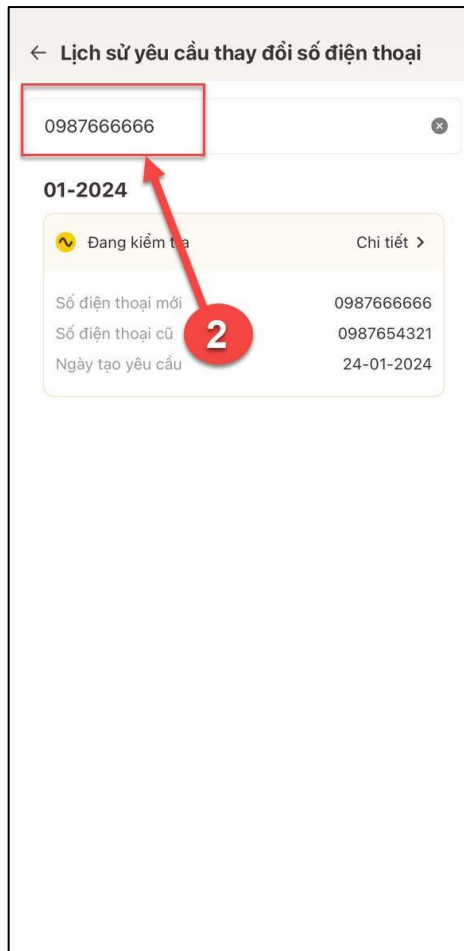 ← Lịch sử yêu cầu thay đổi số điện thoại
0987666666
01-2024
Đang kiểm tra Chi tiết >
Số điện thoại mới 0987666666
Số điện thoại cũ 0987654321
2
Ngày tạo yêu cầu 24-01-2024